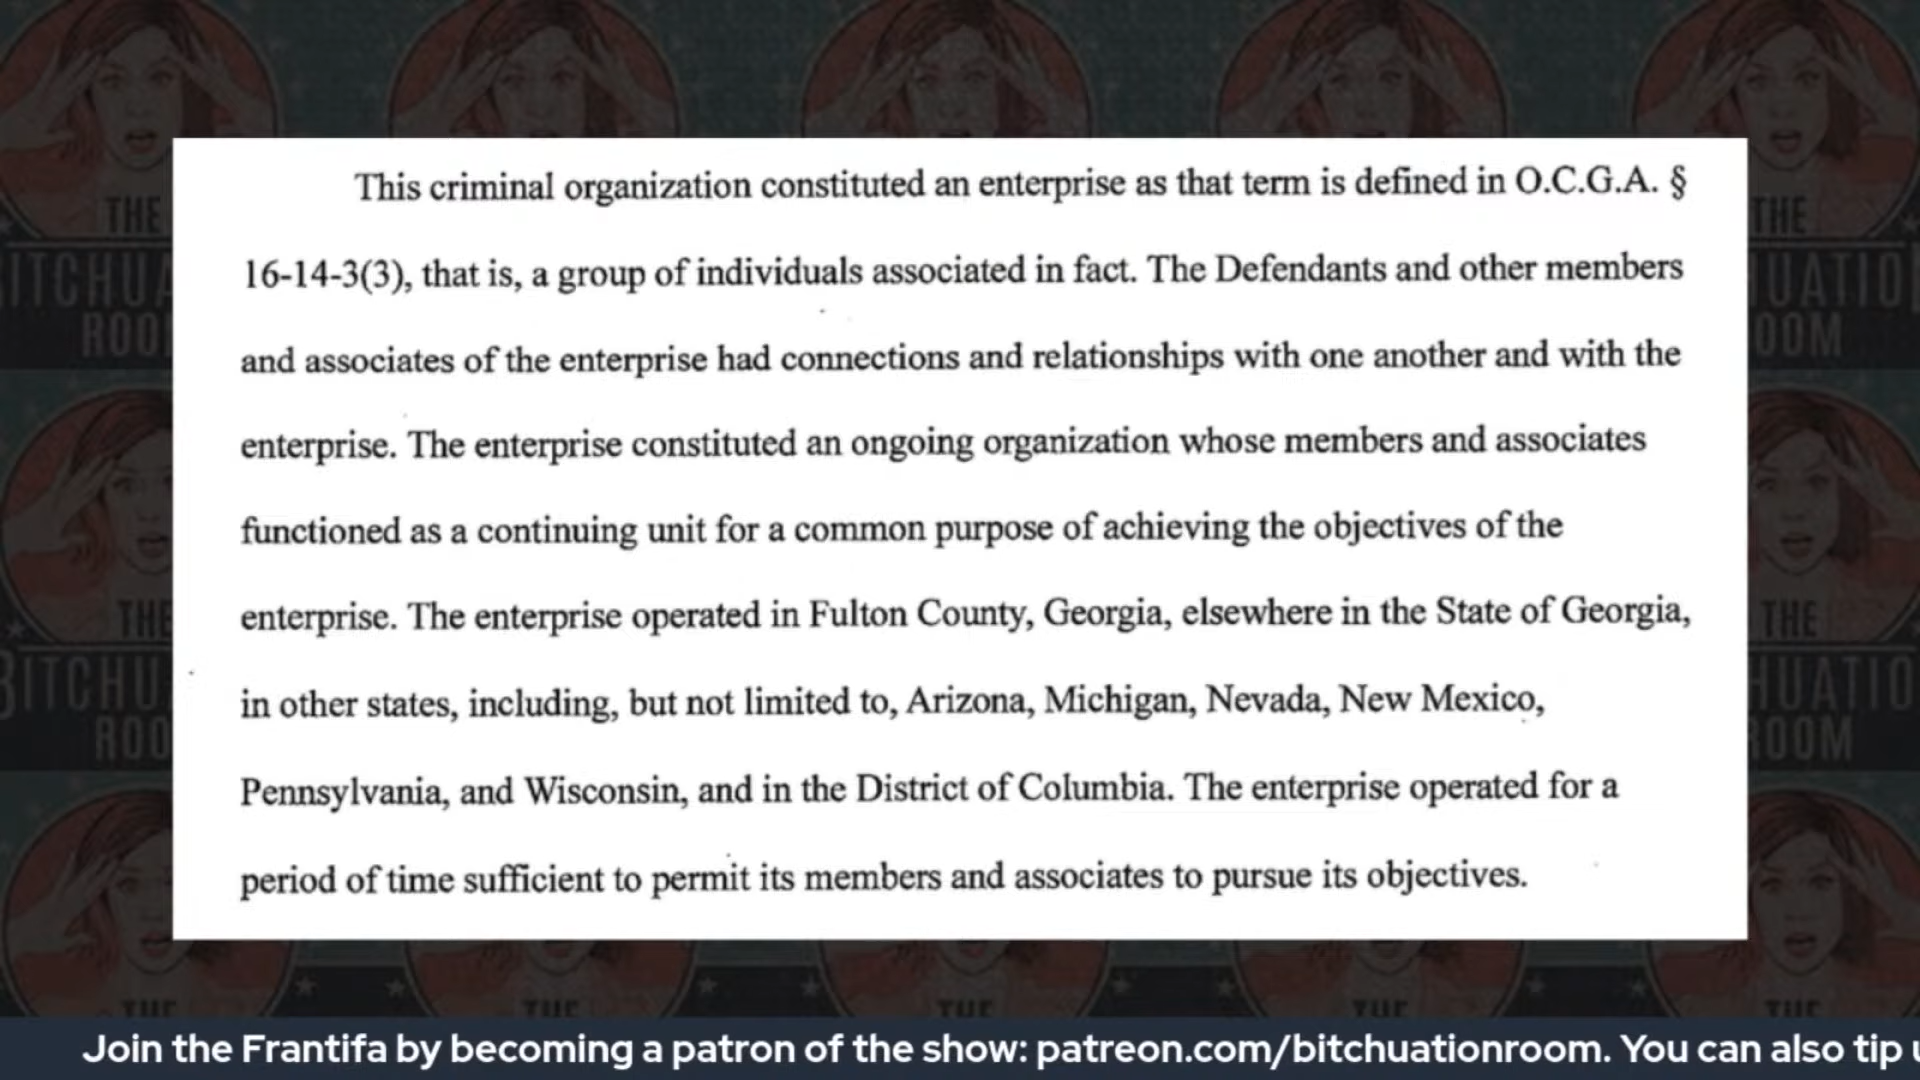 This criminal organization constituted an enterprise as that term is defined in O.C.G.A. §
16-14-3(3), that is, a group of individuals associated in fact. The Defendants and other members
and associates of the enterprise had connections and relationships with one another and with the
enterprise. The enterprise constituted an ongoing organization whose members and associates
functioned as a continuing unit for a common purpose of achieving the objectives of the
enterprise. The enterprise operated in Fulton County, Georgia, elsewhere in the State of Georgia,
in other states, including, but not limited to, Arizona, Michigan, Nevada, New Mexico,
Pennsylvania, and Wisconsin, and in the District of Columbia. The enterprise operated for a
period of time sufficient to permit its members and associates to pursue its objectives.
THE
THE
THE
THE
Join the Frantifa by becoming a patron of the show: patreon.com/bitchuationroom. You can also tip